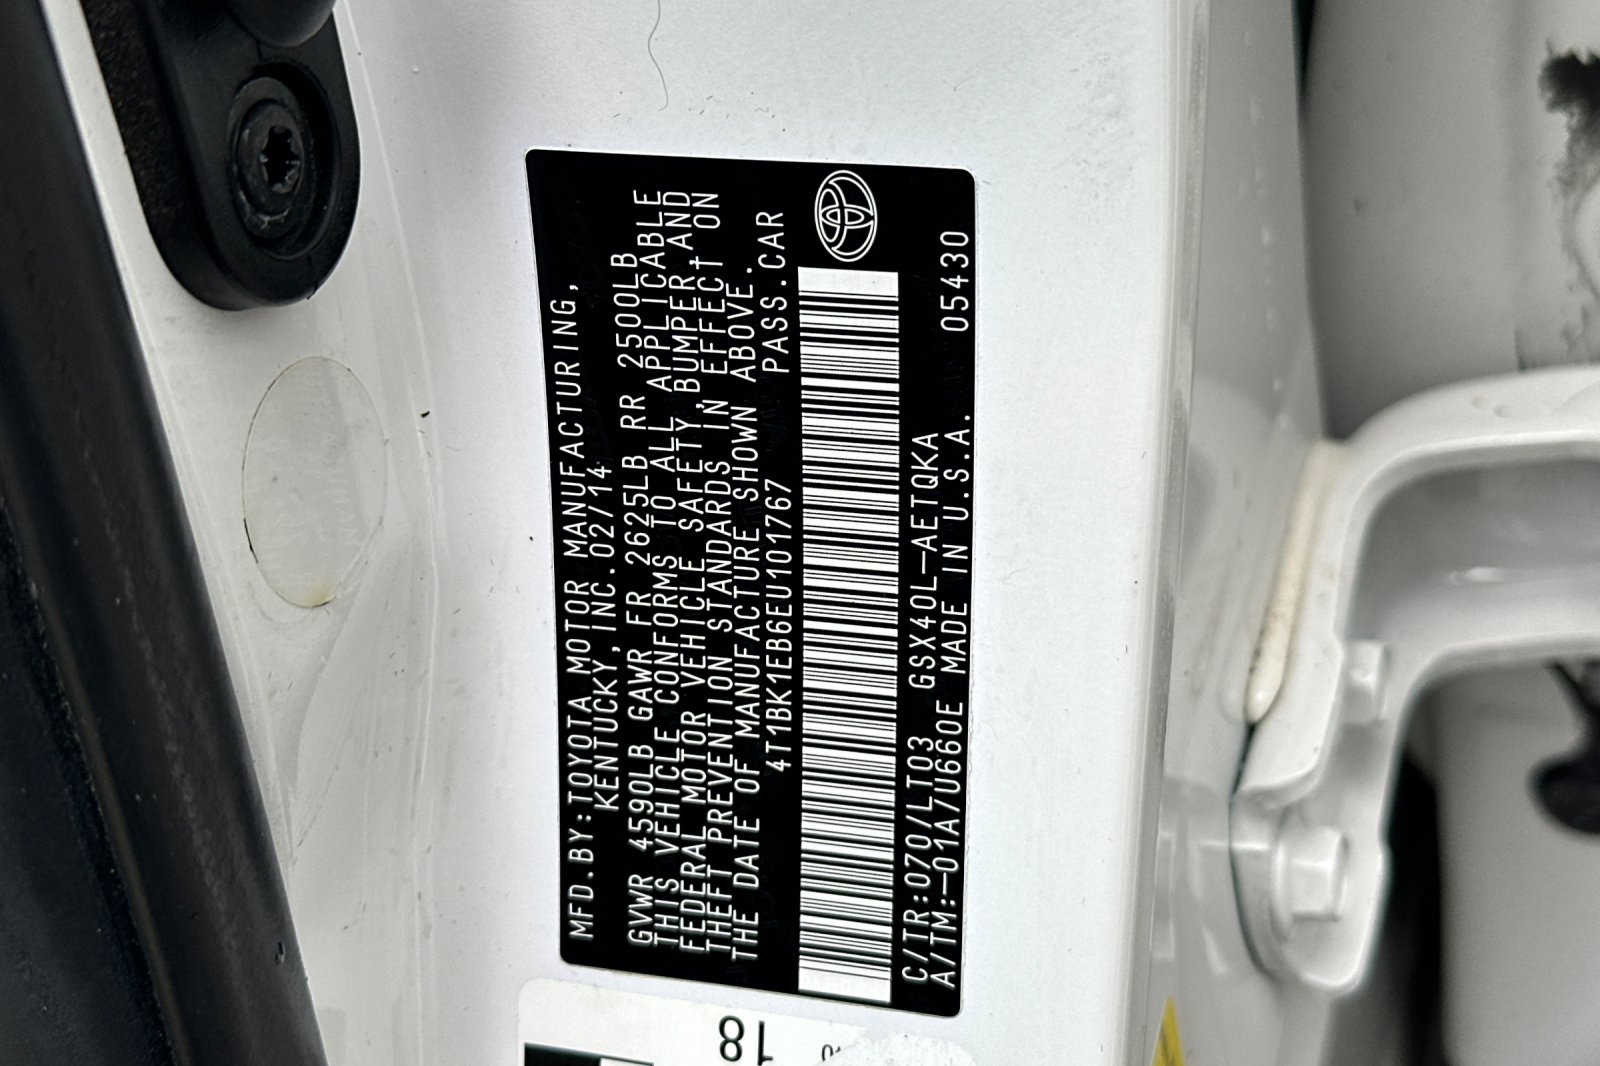 MFD.BY:TOYOTA MOTOR MANUFACTURING,
KENTUCKY,INC.02/14
GVWR 4590LB GAWR FR 2625LB RR 2500LB
THIS VEHICLE CONFORMS TO ALL APPLICABLE
FEDERAL MOTOR VEHICLE SAFETY,BUMPER,AND
THEFT PREVENTION STANDARDS IN EFFECT ON
THE DATE OF MANUFACTURE SHOWN ABOVE.
4T1BK1EB6EU101767 PASS.CAR
C/TR:070/LT03 GSX40L-AETQKA
A/TM:-01A/U660E MADE IN U.S.A. 05430
18